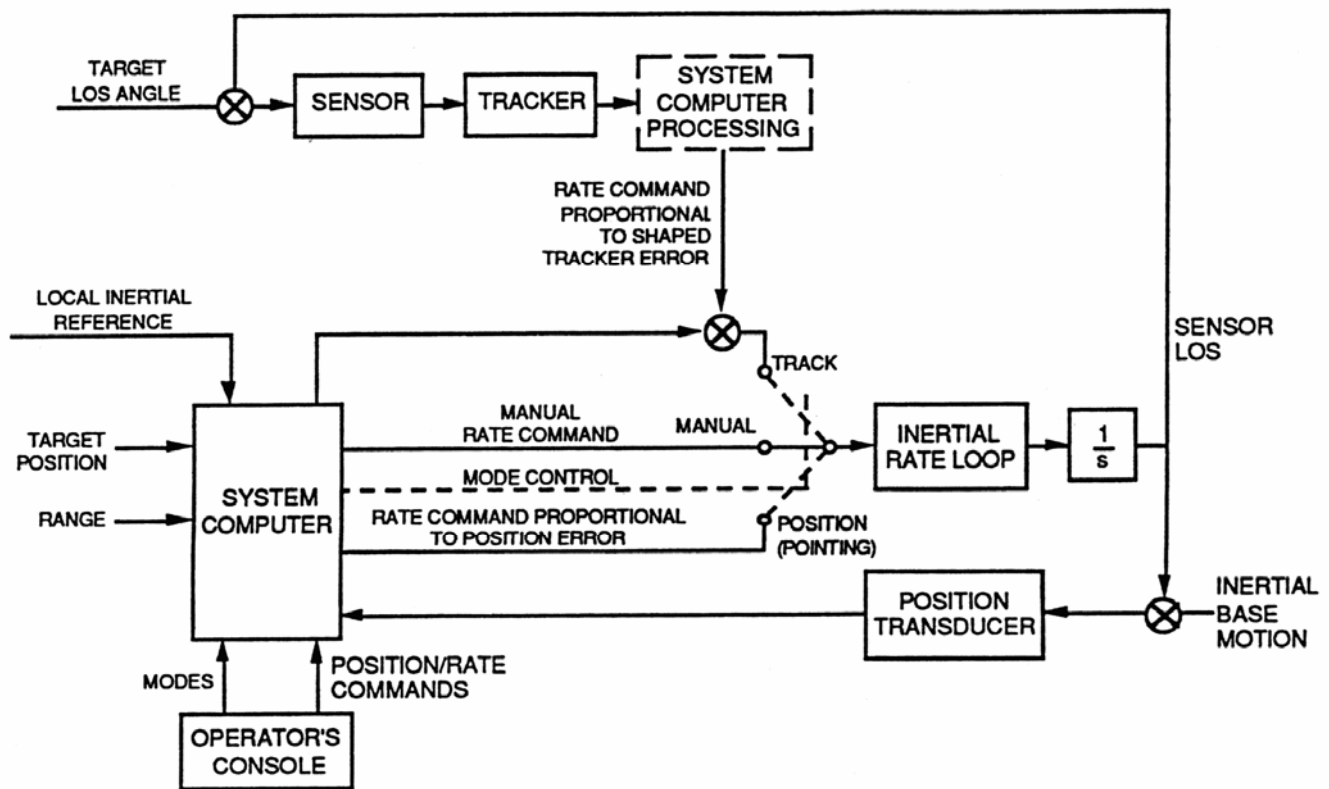 TARGET
LOS ANGLE
SENSOR
TRACKER
SYSTEM
COMPUTER
PROCESSING
RATE COMMAND
PROPORTIONAL
TO SHAPED
TRACKER ERROR
LOCAL INERTIAL
REFERENCE
SENSOR
LOS
TRACK
TARGET
POSITION
RANGE
SYSTEM
COMPUTER
MANUAL
RATE COMMAND
MANUAL
MODE CONTROL
RATE COMMAND PROPORTIONAL
TO POSITION ERROR
POSITION
(POINTING)
INERTIAL
RATE LOOP
1
s
POSITION
TRANSDUCER
INERTIAL
BASE
MOTION
MODES
POSITION/RATE
COMMANDS
OPERATOR'S
CONSOLE